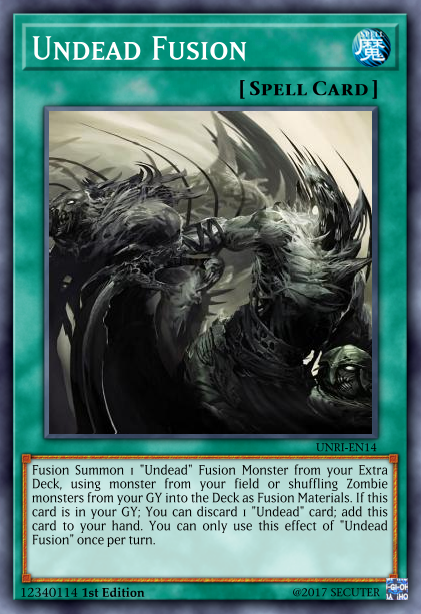 Undead Fusion
魔
[Spell Card]
UNRI-EN14
Fusion Summon 1 "Undead" Fusion Monster from your Extra
Deck, using monster from your field or shuffling Zombie
monsters from your GY into the Deck as Fusion Materials. If this
card is in your GY; You can discard 1 "Undead" card; add this
card to your hand. You can only use this effect of "Undead
Fusion" once per turn.
12340114 1st Edition
©2017 SECUTER